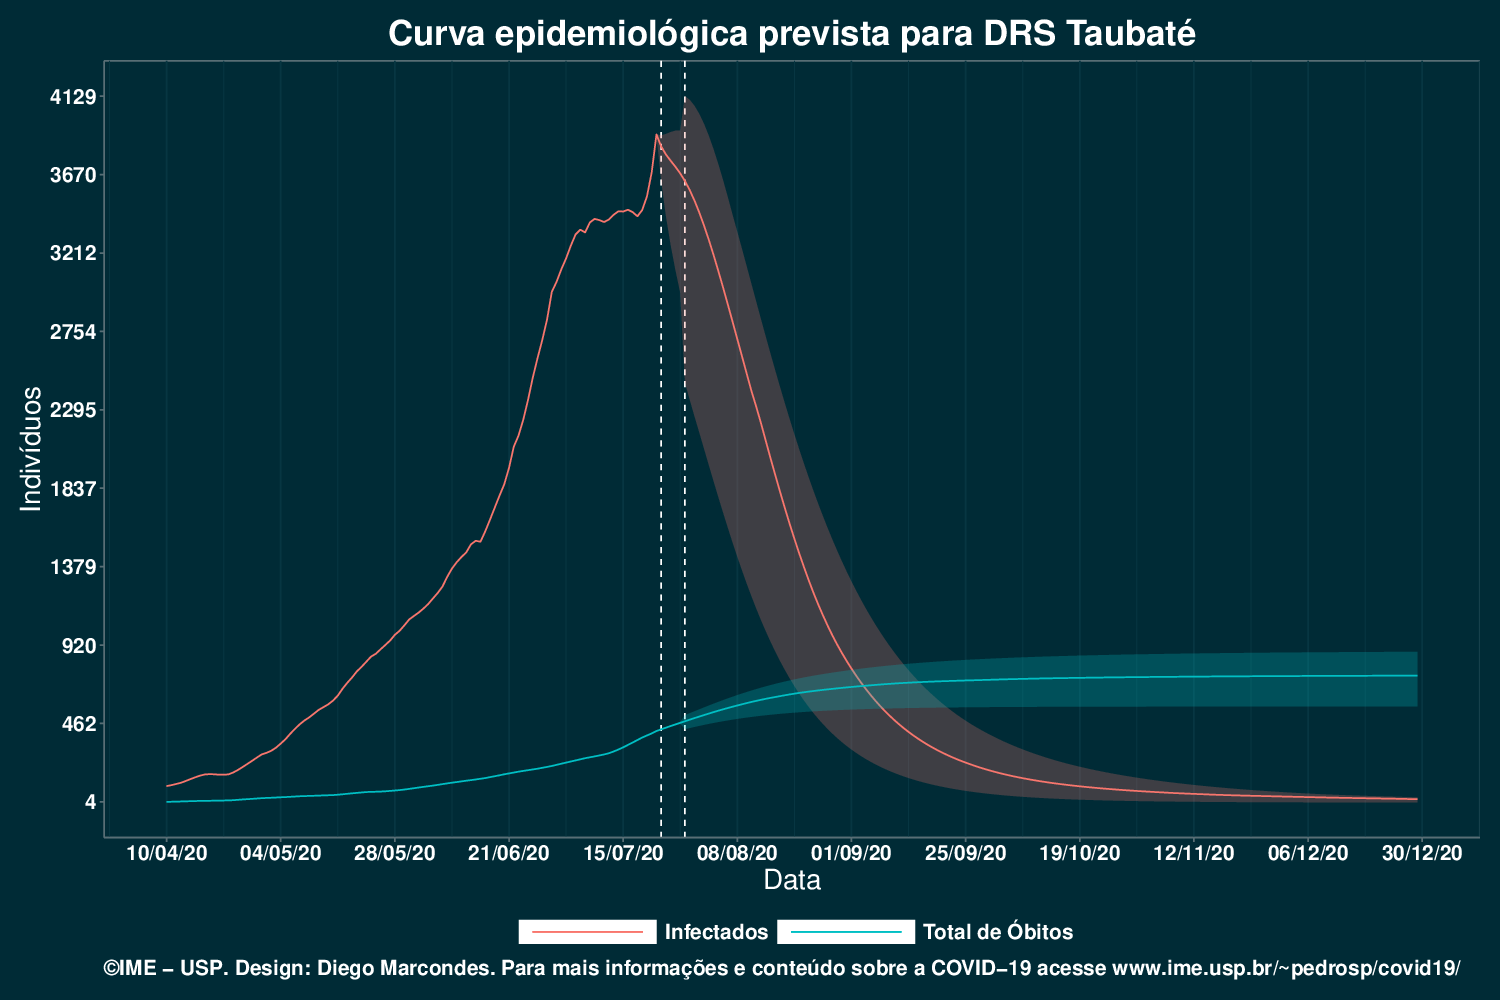 Curva epidemiológica prevista para DRS Taubaté
Indivíduos
4129
3670
3212
2754
2295
1837
1379
920
462
4
10/04/20 04/05/20 28/05/20 21/06/20 15/07/20 08/08/20 01/09/20 25/09/20 19/10/20 12/11/20 06/12/20 30/12/20
Data
Infectados Total de Óbitos
©IME − USP. Design: Diego Marcondes. Para mais informações e conteúdo sobre a COVID−19 acesse www.ime.usp.br/~pedrosp/covid19/